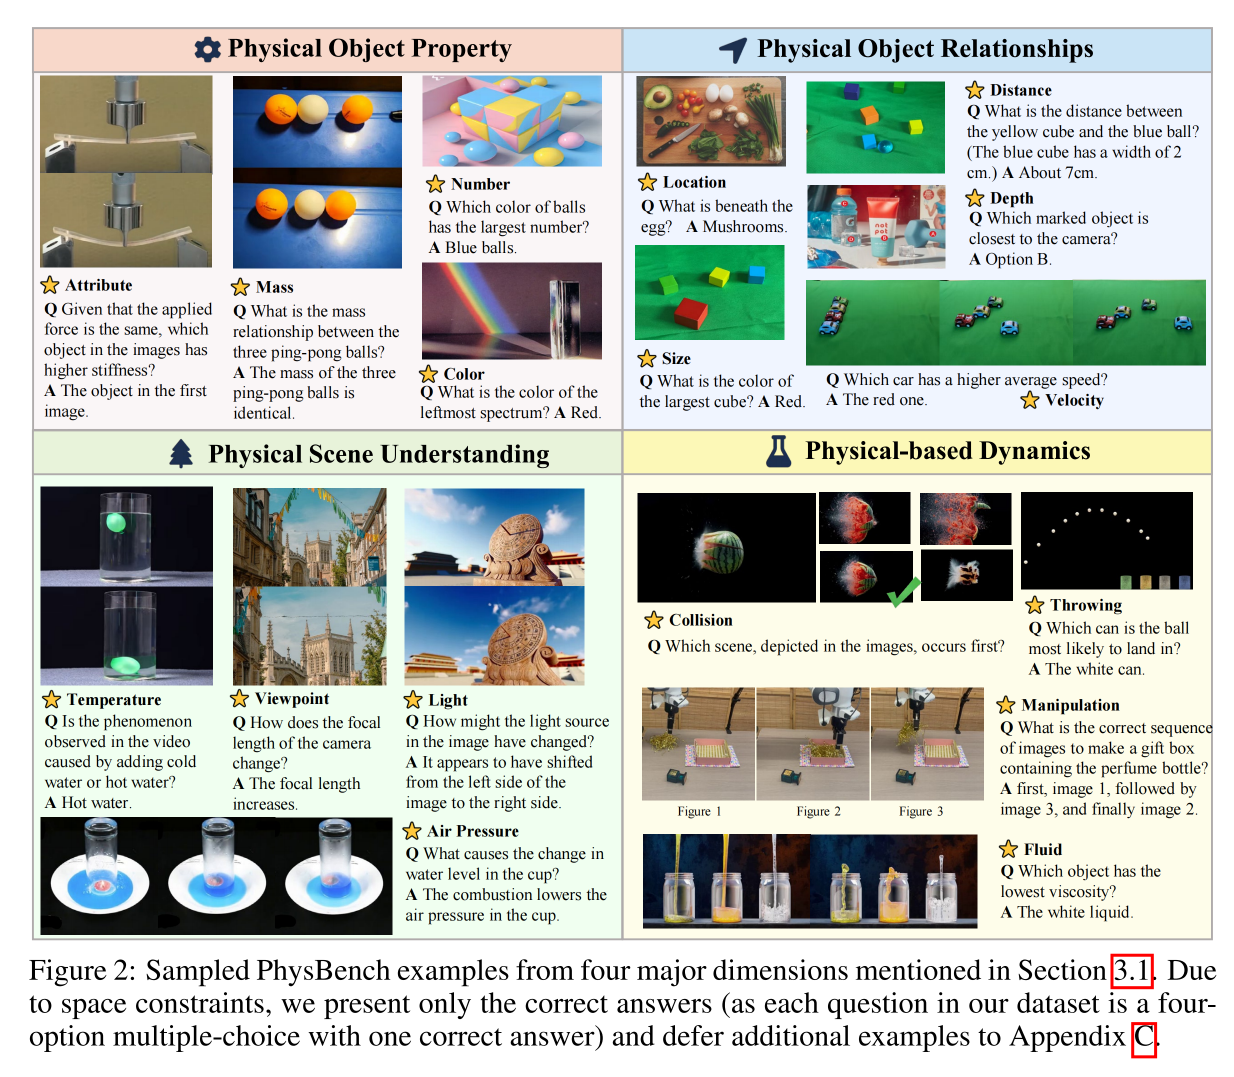 Physical Object Property
Attribute
Q Given that the applied
force is the same, which
object in the images has
higher stiffness?
A The object in the first
image.
Mass
Q What is the mass
relationship between the
three ping-pong balls?
A The mass of the three
ping-pong balls is
identical.
Number
Q Which color of balls
has the largest number?
A Blue balls.
Color
Q What is the color of the
leftmost spectrum? A Red.
Physical Object Relationships
Location
Q What is beneath the
egg? A Mushrooms.
Size
Q What is the color of
the largest cube? A Red.
Distance
Q What is the distance between
the yellow cube and the blue ball?
(The blue cube has a width of 2
cm.) A About 7cm.
C
D
not
pot
B
A
Depth
Q Which marked object is
closest to the camera?
A Option B.
Q Which car has a higher average speed?
A The red one.
Velocity
Physical Scene Understanding
Temperature
Q Is the phenomenon
observed in the video
caused by adding cold
water or hot water?
A Hot water.
Viewpoint
Q How does the focal
length of the camera
change?
A The focal length
increases.
Light
Q How might the light source
in the image have changed?
A It appears to have shifted
from the left side of the
image to the right side.
Air Pressure
Q What causes the change in
water level in the cup?
A The combustion lowers the
air pressure in the cup.
Physical-based Dynamics
Collision
Q Which scene, depicted in the images, occurs first?
Throwing
Q Which can is the ball
most likely to land in?
A The white can.
Figure 1
Figure 2
Figure 3
Manipulation
Q What is the correct sequence
of images to make a gift box
containing the perfume bottle?
A first, image 1, followed by
image 3, and finally image 2.
Fluid
Q Which object has the
lowest viscosity?
A The white liquid.
Figure 2: Sampled PhysBench examples from four major dimensions mentioned in Section 3.1. Due
to space constraints, we present only the correct answers (as each question in our dataset is a four-
option multiple-choice with one correct answer) and defer additional examples to Appendix C.